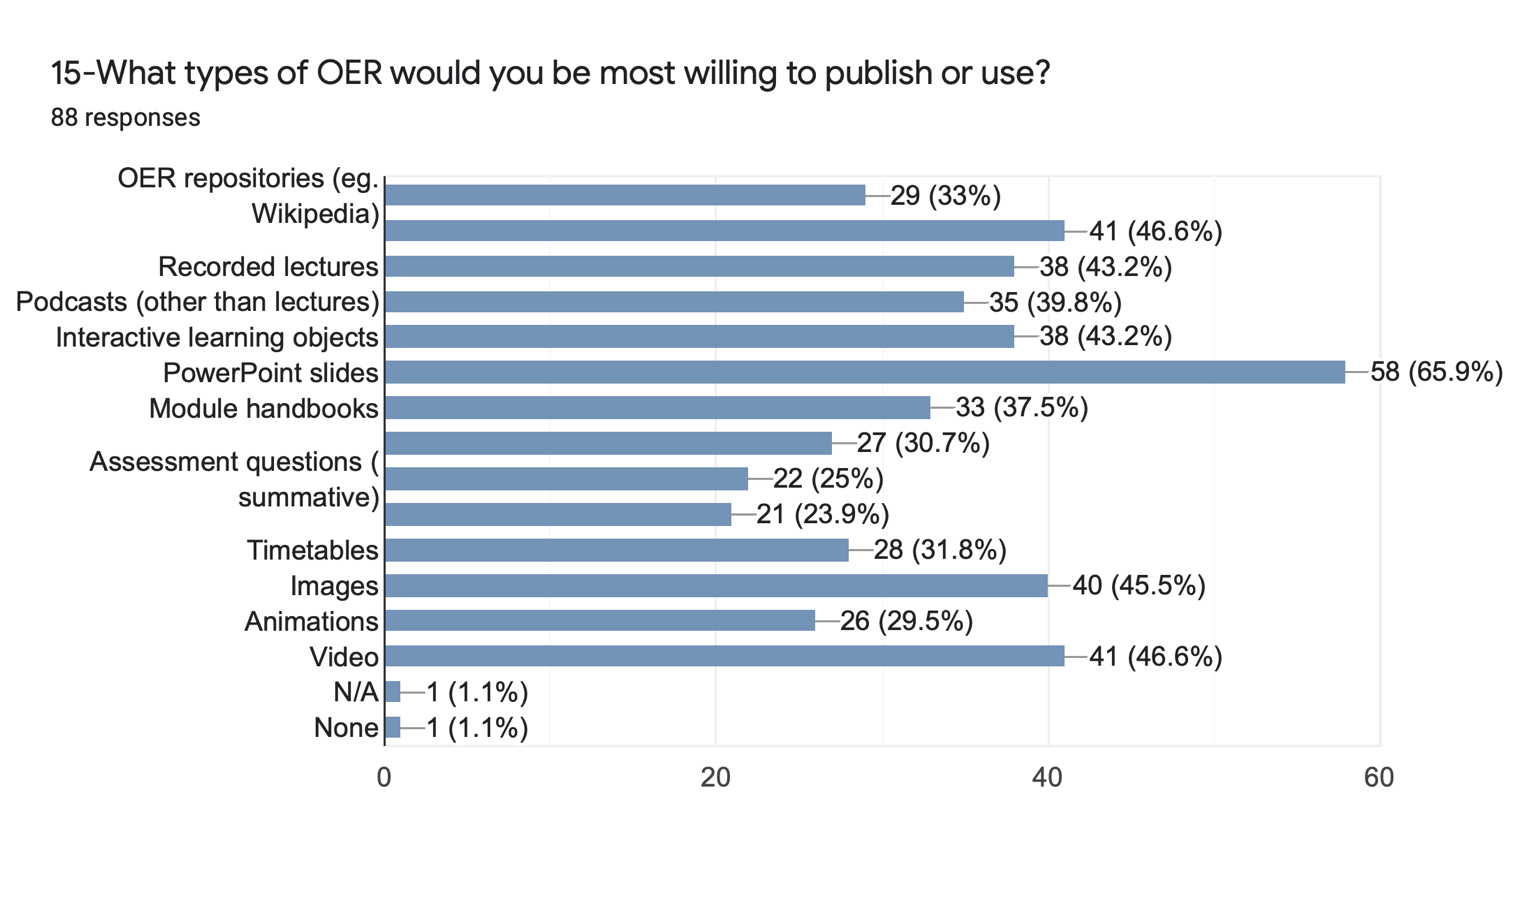 15-What types of OER would you be most willing to publish or use?
88 responses
OER repositories (eg.
Wikipedia)
29 (33%)
41 (46.6%)
Recorded lectures
38 (43.2%)
Podcasts (other than lectures)
35 (39.8%)
Interactive learning objects
38 (43.2%)
PowerPoint slides
58 (65.9%)
Module handbooks
33 (37.5%)
27 (30.7%)
Assessment questions (
summative)
22 (25%)
21 (23.9%)
Timetables
28 (31.8%)
Images
40 (45.5%)
Animations
26 (29.5%)
Video
41 (46.6%)
N/A
1 (1.1%)
None
1 (1.1%)
0 20 40 60